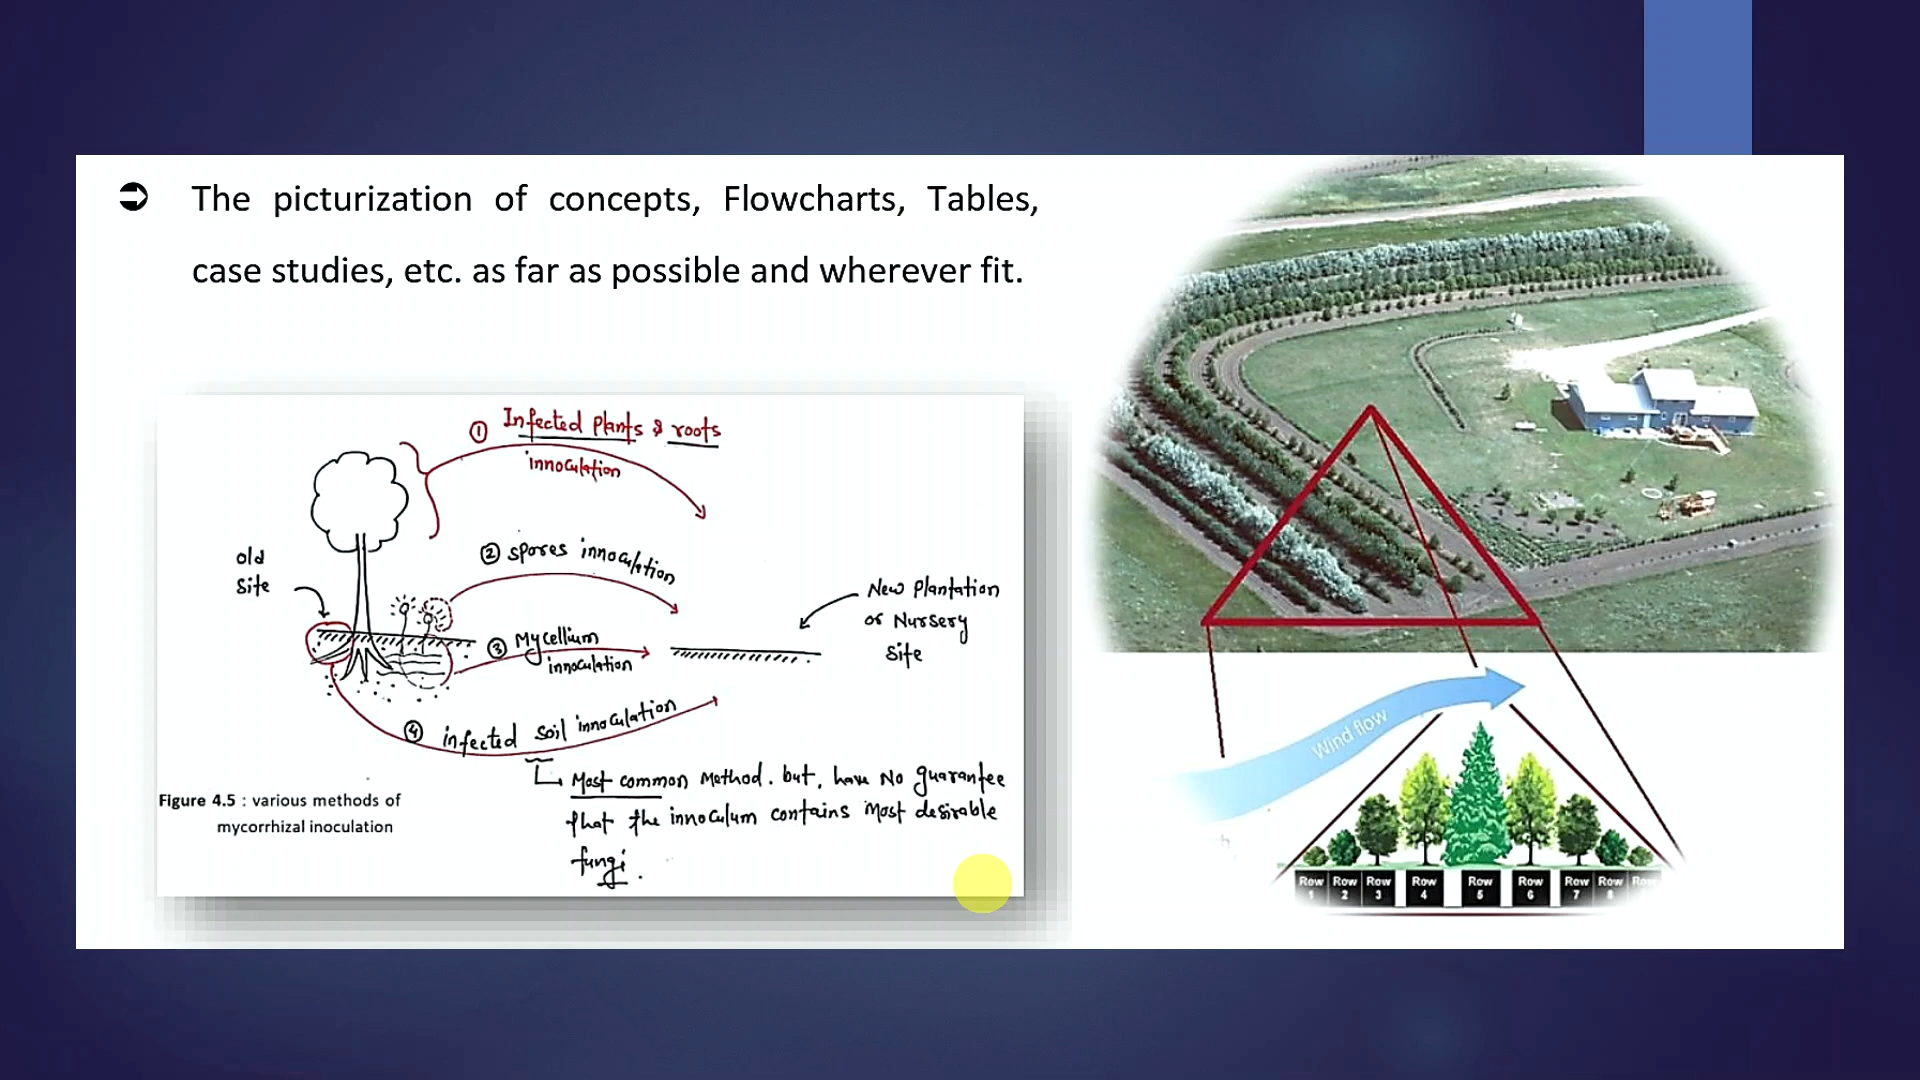 The picturization of concepts, Flowcharts, Tables,
case studies, etc. as far as possible and wherever fit.
① Infected Plants & roots
innoculation
② spores innoculation
old
site
New Plantation
or Nursery
Site
③ Mycellium
innoculation
④ infected soil innoculation
Most common Method. but, have No guarantee
that the innoculum contains most desirable
fungi.
Figure 4.5 : various methods of
mycorrhizal inoculation
Wind flow
Row Row Row Row Row Row Row Row Row
1 2 3 4 5 6 7 8